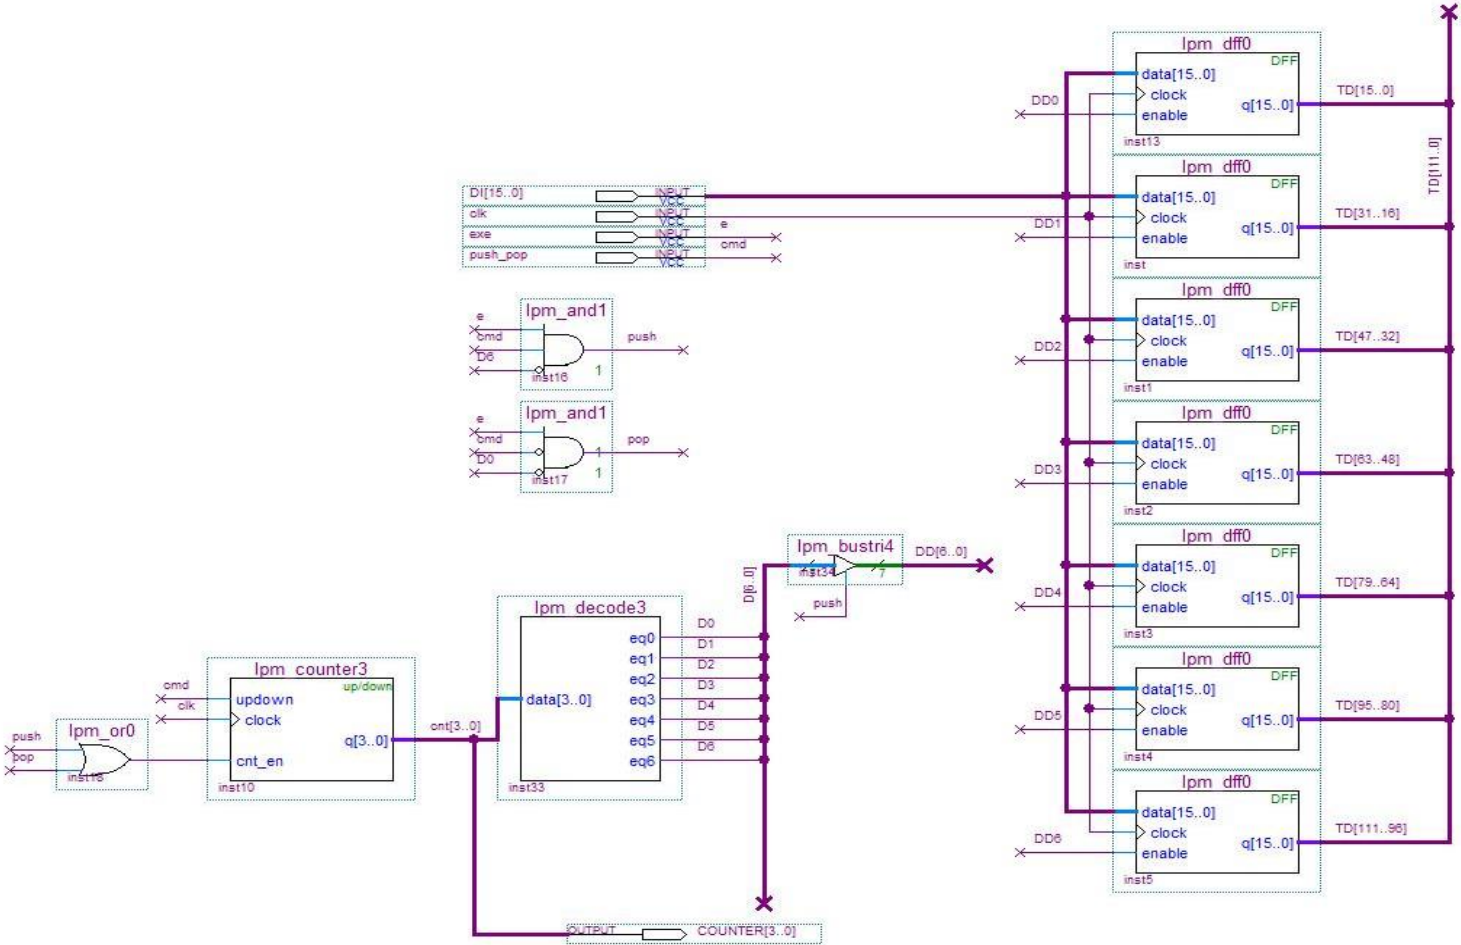 lpm_dff0
DFF
data[15..0]
clock
q[15..0]
enable
inst13
DD0
TD[15..0]
TD[111..0]
lpm_dff0
DFF
data[15..0]
clock
q[15..0]
enable
inst
DD1
TD[31..16]
DI[15..0]
INPUT
VCC
clk
INPUT
VCC
exe
INPUT
VCC
e
push_pop
INPUT
VCC
cmd
lpm_dff0
DFF
data[15..0]
clock
q[15..0]
enable
inst1
DD2
TD[47..32]
lpm_and1
e
cmd
D6
push
1
inst16
lpm_and1
e
cmd
D0
pop
1
1
inst17
lpm_dff0
DFF
data[15..0]
clock
q[15..0]
enable
inst2
DD3
TD[63..48]
lpm_dff0
DFF
data[15..0]
clock
q[15..0]
enable
inst3
DD4
TD[79..64]
lpm_bustri4
inst34
7
push
DD[6..0]
D[6..0]
lpm_decode3
data[3..0]
eq0
eq1
eq2
eq3
eq4
eq5
eq6
inst33
D0
D1
D2
D3
D4
D5
D6
lpm_dff0
DFF
data[15..0]
clock
q[15..0]
enable
inst4
DD5
TD[95..80]
lpm_counter3
up/down
updown
clock
q[3..0]
cnt_en
inst10
cmd
clk
cnt[3..0]
lpm_or0
push
pop
inst18
lpm_dff0
DFF
data[15..0]
clock
q[15..0]
enable
inst5
DD6
TD[111..96]
OUTPUT
COUNTER[3..0]